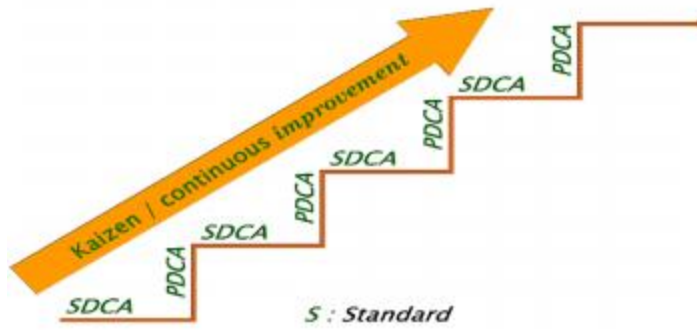 Kaizen / continuous improvement
PDCA
SDCA
PDCA
SDCA
PDCA
SDCA
PDCA
SDCA
S : Standard